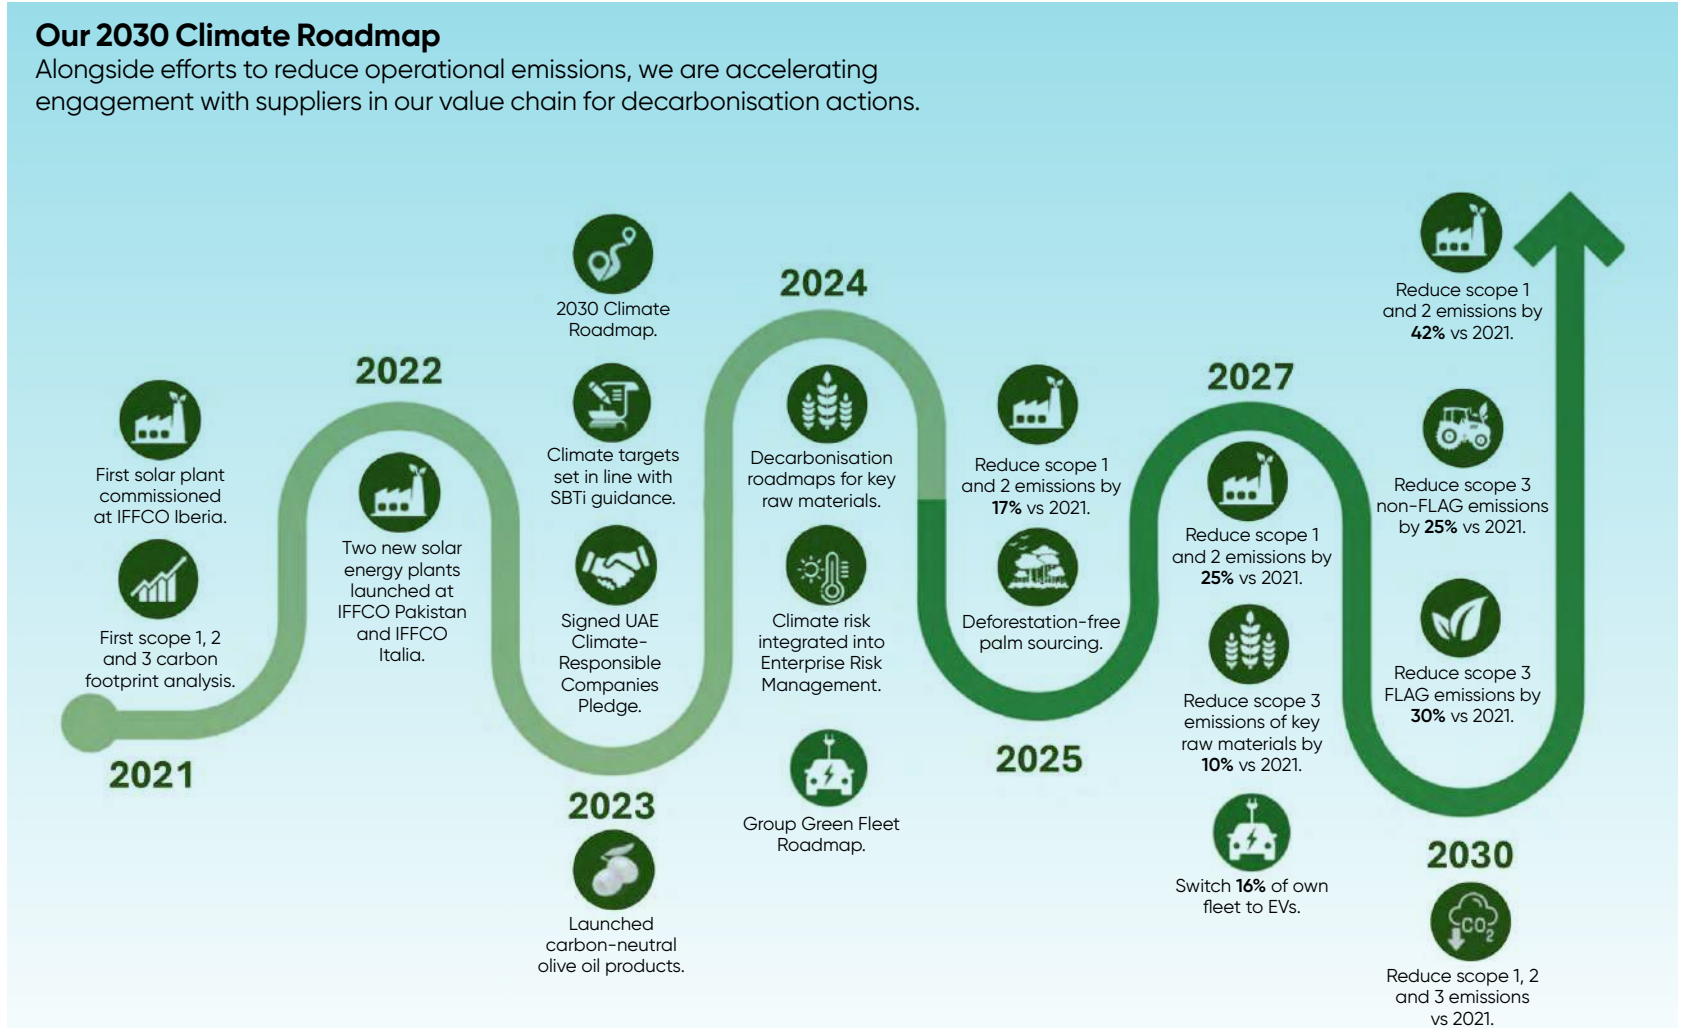 Our 2030 Climate Roadmap
Alongside efforts to reduce operational emissions, we are accelerating
engagement with suppliers in our value chain for decarbonisation actions.
First solar plant
commissioned
at IFFCO Iberia.
First scope 1, 2
and 3 carbon
footprint analysis.
2021
2022
Two new solar
energy plants
launched at
IFFCO Pakistan
and IFFCO
Italia.
2030 Climate
Roadmap.
Climate targets
set in line with
SBTi guidance.
Signed UAE
Climate-
Responsible
Companies
Pledge.
2023
Launched
carbon-neutral
olive oil products.
2024
Decarbonisation
roadmaps for key
raw materials.
Climate risk
integrated into
Enterprise Risk
Management.
Group Green Fleet
Roadmap.
Reduce scope 1
and 2 emissions by
17% vs 2021.
Deforestation-free
palm sourcing.
2025
2027
Reduce scope 1
and 2 emissions by
25% vs 2021.
Reduce scope 3
emissions of key
raw materials by
10% vs 2021.
Switch 16% of own
fleet to EVs.
Reduce scope 1
and 2 emissions by
42% vs 2021.
Reduce scope 3
non-FLAG emissions
by 25% vs 2021.
Reduce scope 3
FLAG emissions by
30% vs 2021.
2030
CO2
Reduce scope 1, 2
and 3 emissions
vs 2021.